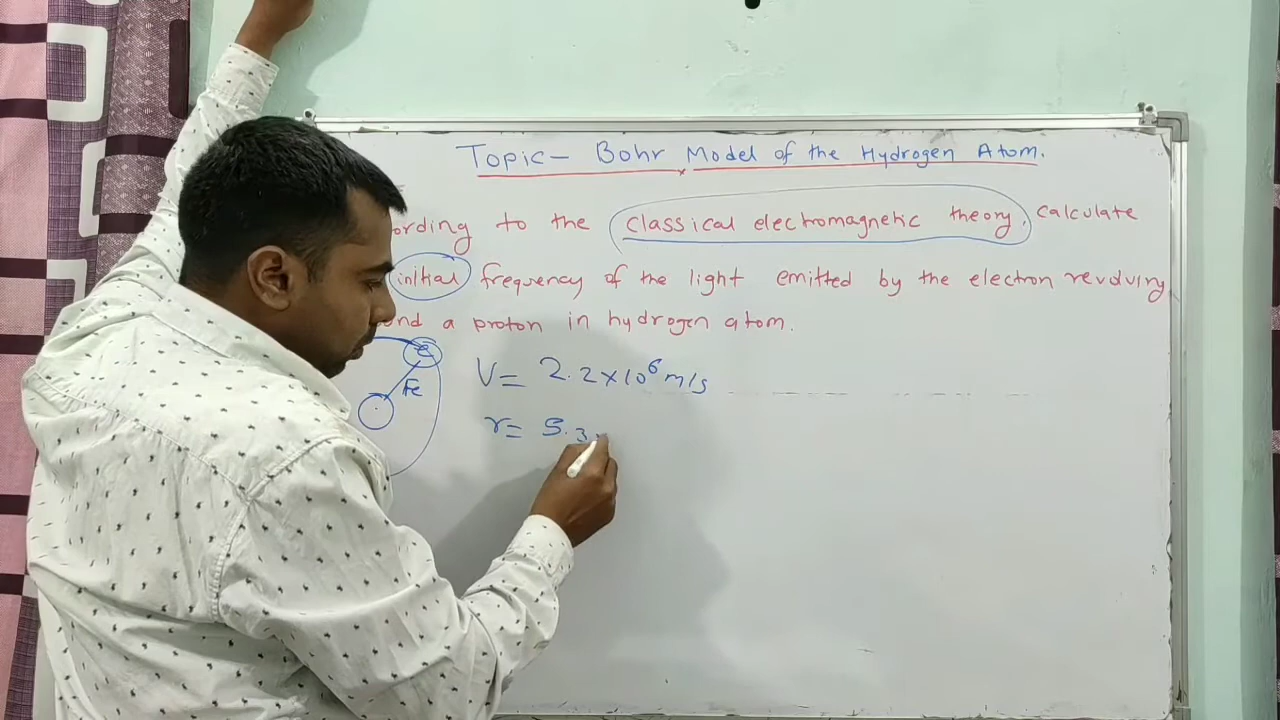 Topic- Bohr Model of the Hydrogen Atom.
ording to the classical electromagnetic theory, calculate
initial frequency of the light emitted by the electron revolving
nd a proton in hydrogen atom.
e
Fe
V= 2.2×10⁶ m/s
r= 5.3